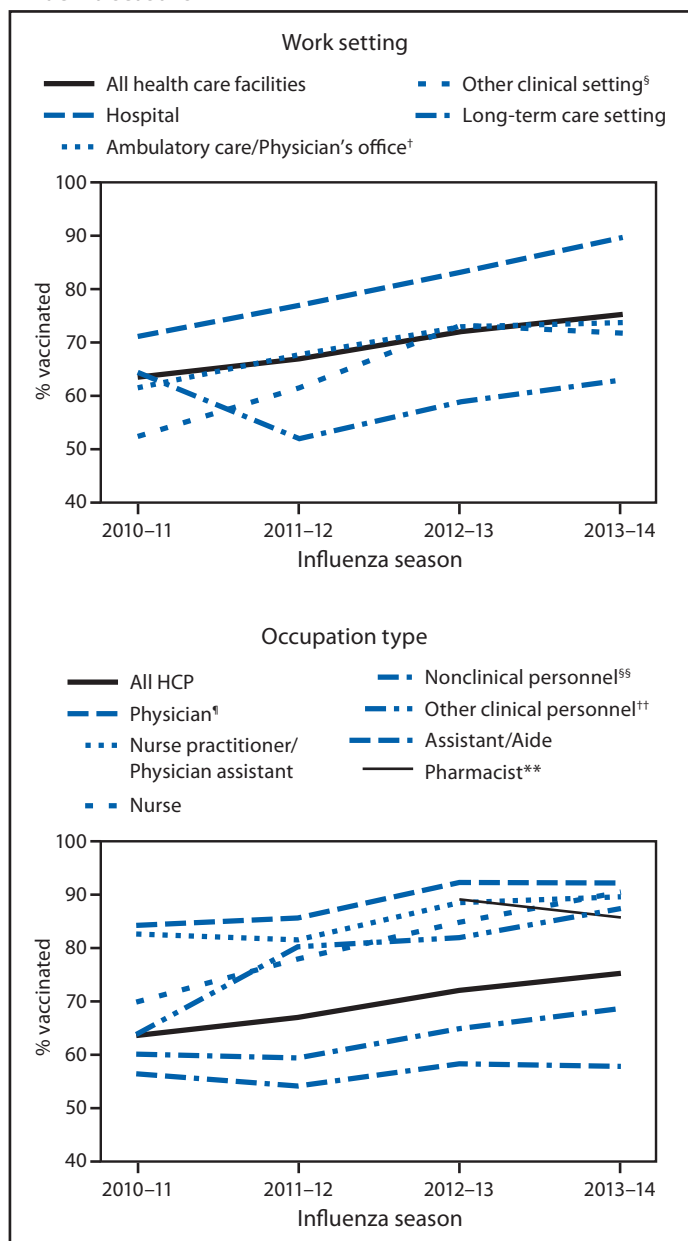 Work setting
All health care facilities
Other clinical setting§
Hospital
Long-term care setting
Ambulatory care/Physician's office†
100
90
80
70
60
50
40
% vaccinated
2010–11 2011–12 2012–13 2013–14
Influenza season
Occupation type
All HCP
Physician¶
Nurse practitioner/
Physician assistant
Nurse
Nonclinical personnel§§
Other clinical personnel††
Assistant/Aide
Pharmacist**
100
90
80
70
60
50
40
% vaccinated
2010–11 2011–12 2012–13 2013–14
Influenza season